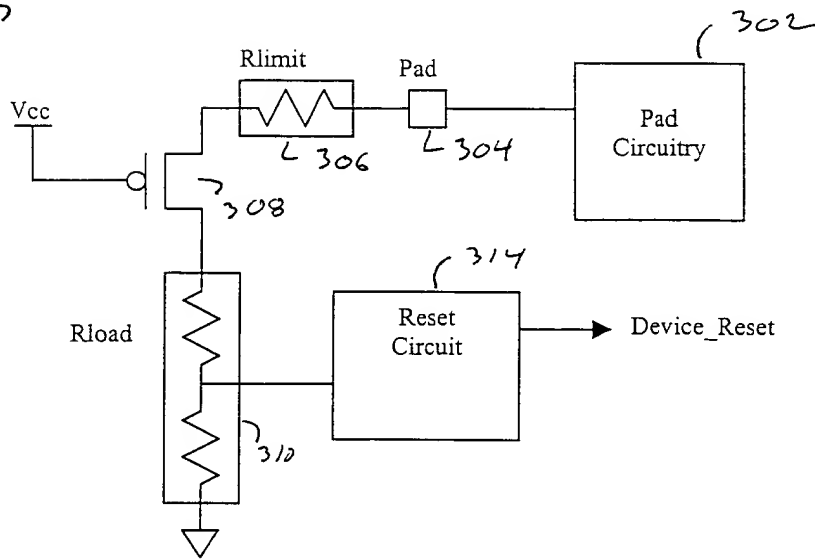 302
Rlimit
Pad
Vcc
Pad
Circuitry
306
304
308
314
Rload
Reset
Circuit
Device_Reset
310